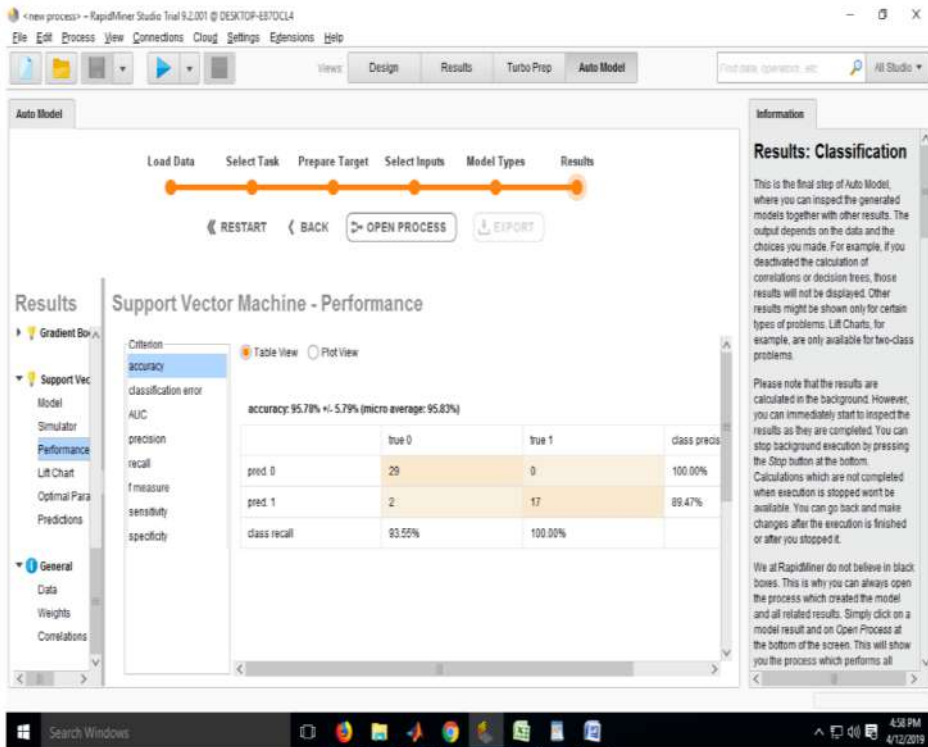 <new process> – RapidMiner Studio Trial 9.2.001 @ DESKTOP-E87OCL4
File Edit Process View Connections Cloud Settings Extensions Help
Views: Design Results Turbo Prep Auto Model
Find data, operators...etc All Studio ▾
Auto Model
Load Data Select Task Prepare Target Select Inputs Model Types Results
RESTART BACK OPEN PROCESS EXPORT
Results
Gradient Bo
Support Vec
Model
Simulator
Performance
Lift Chart
Optimal Para
Predictions
General
Data
Weights
Correlations
Support Vector Machine - Performance
Criterion
accuracy
classification error
AUC
precision
recall
f measure
sensitivity
specificity
Table View Plot View
accuracy: 95.78% +/- 5.79% (micro average: 95.83%)
true 0 true 1 class precis
pred. 0 29 0 100.00%
pred. 1 2 17 89.47%
class recall 93.55% 100.00%
Information
Results: Classification
This is the final step of Auto Model,
where you can inspect the generated
models together with other results. The
output depends on the data and the
choices you made. For example, if you
deactivated the calculation of
correlations or decision trees, those
results will not be displayed. Other
results might be shown only for certain
types of problems. Lift Charts, for
example, are only available for two-class
problems.
Please note that the results are
calculated in the background. However,
you can immediately start to inspect the
results as they are completed. You can
stop background execution by pressing
the Stop button at the bottom.
Calculations which are not completed
when execution is stopped won't be
available. You can go back and make
changes after the execution is finished
or after you stopped it.
We at RapidMiner do not believe in black
boxes. This is why you can always open
the process which created the model
and all related results. Simply click on a
model result and on Open Process at
the bottom of the screen. This will show
you the process which performs all
Search Windows
4:58 PM
4/12/2019